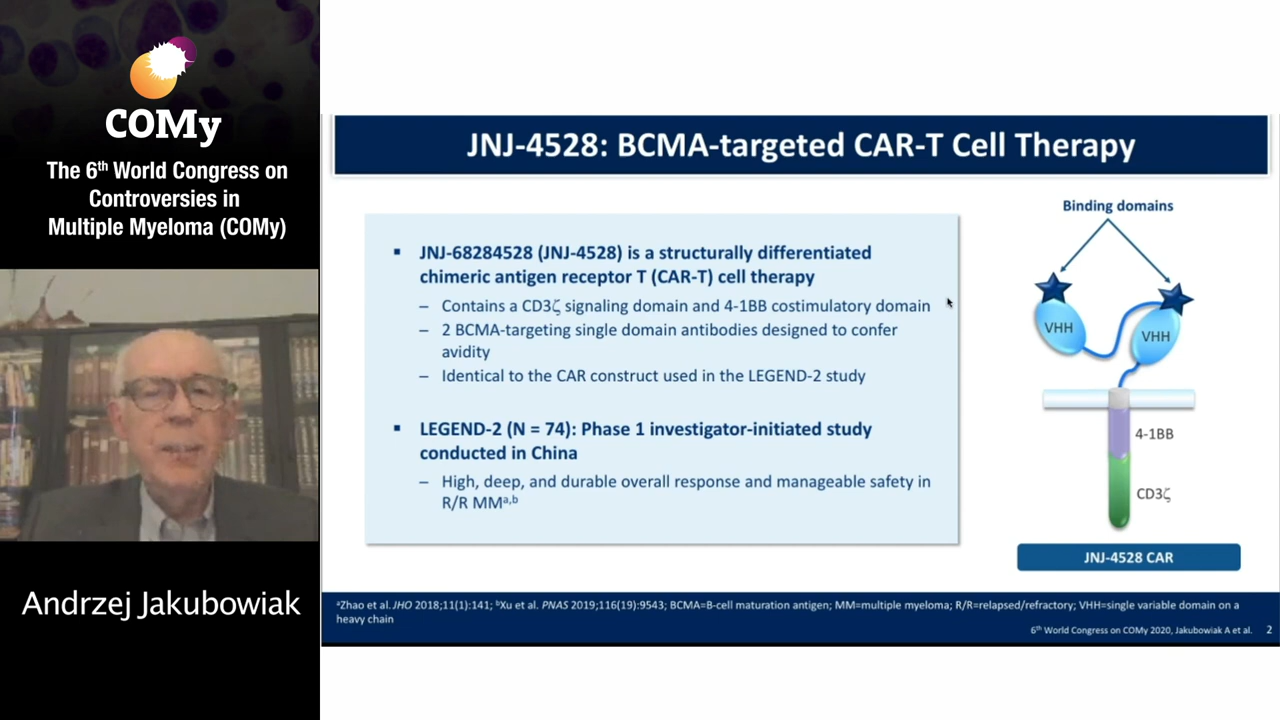 COMy
The 6th World Congress on
Controversies in
Multiple Myeloma (COMy)
Andrzej Jakubowiak
JNJ-4528: BCMA-targeted CAR-T Cell Therapy
▪ JNJ-68284528 (JNJ-4528) is a structurally differentiated
chimeric antigen receptor T (CAR-T) cell therapy
– Contains a CD3ζ signaling domain and 4-1BB costimulatory domain
– 2 BCMA-targeting single domain antibodies designed to confer
avidity
– Identical to the CAR construct used in the LEGEND-2 study
▪ LEGEND-2 (N = 74): Phase 1 investigator-initiated study
conducted in China
– High, deep, and durable overall response and manageable safety in
R/R MMa,b
Binding domains
VHH
VHH
4-1BB
CD3ζ
JNJ-4528 CAR
aZhao et al. JHO 2018;11(1):141; bXu et al. PNAS 2019;116(19):9543; BCMA=B-cell maturation antigen; MM=multiple myeloma; R/R=relapsed/refractory; VHH=single variable domain on a
heavy chain
6th World Congress on COMy 2020, Jakubowiak A et al. 2